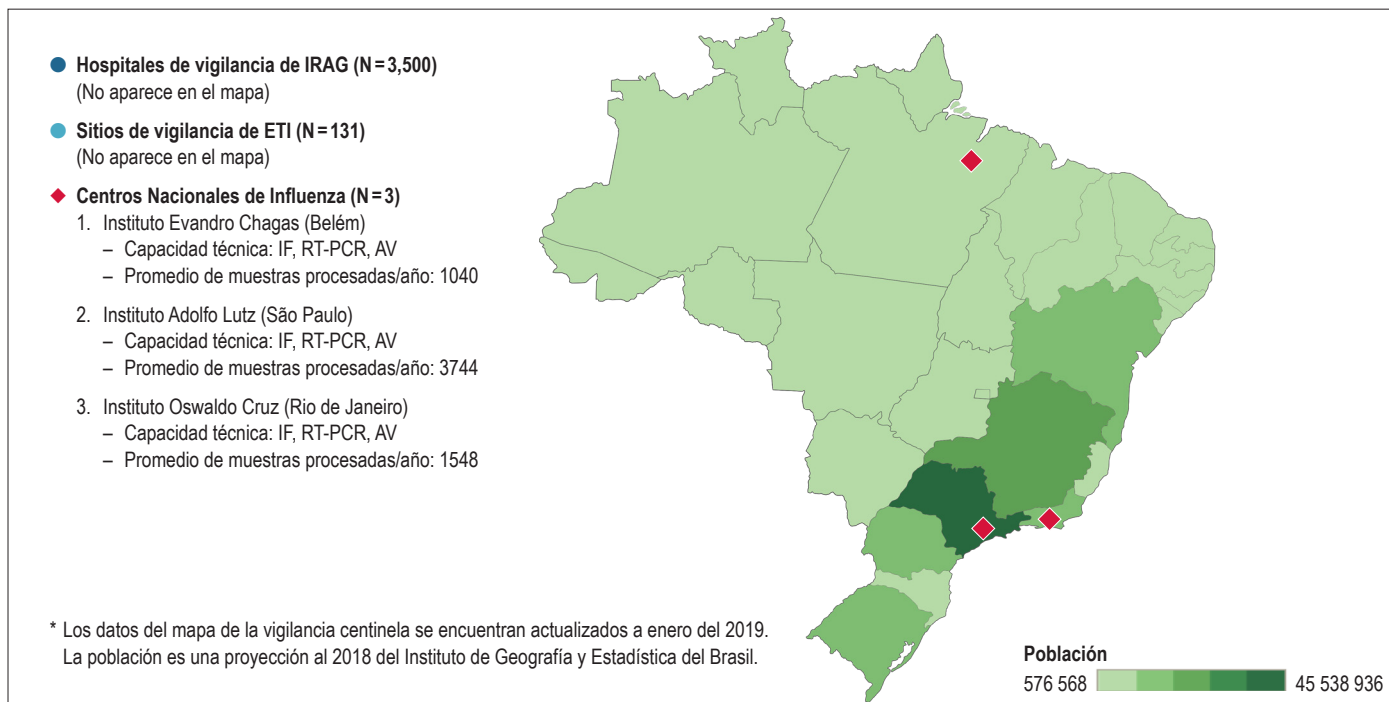 Hospitales de vigilancia de IRAG (N=3,500)
(No aparece en el mapa)
Sitios de vigilancia de ETI (N=131)
(No aparece en el mapa)
Centros Nacionales de Influenza (N=3)
1. Instituto Evandro Chagas (Belém)
– Capacidad técnica: IF, RT-PCR, AV
– Promedio de muestras procesadas/año: 1040
2. Instituto Adolfo Lutz (São Paulo)
– Capacidad técnica: IF, RT-PCR, AV
– Promedio de muestras procesadas/año: 3744
3. Instituto Oswaldo Cruz (Rio de Janeiro)
– Capacidad técnica: IF, RT-PCR, AV
– Promedio de muestras procesadas/año: 1548
* Los datos del mapa de la vigilancia centinela se encuentran actualizados a enero del 2019.
La población es una proyección al 2018 del Instituto de Geografía y Estadística del Brasil.
Población
576 568 45 538 936